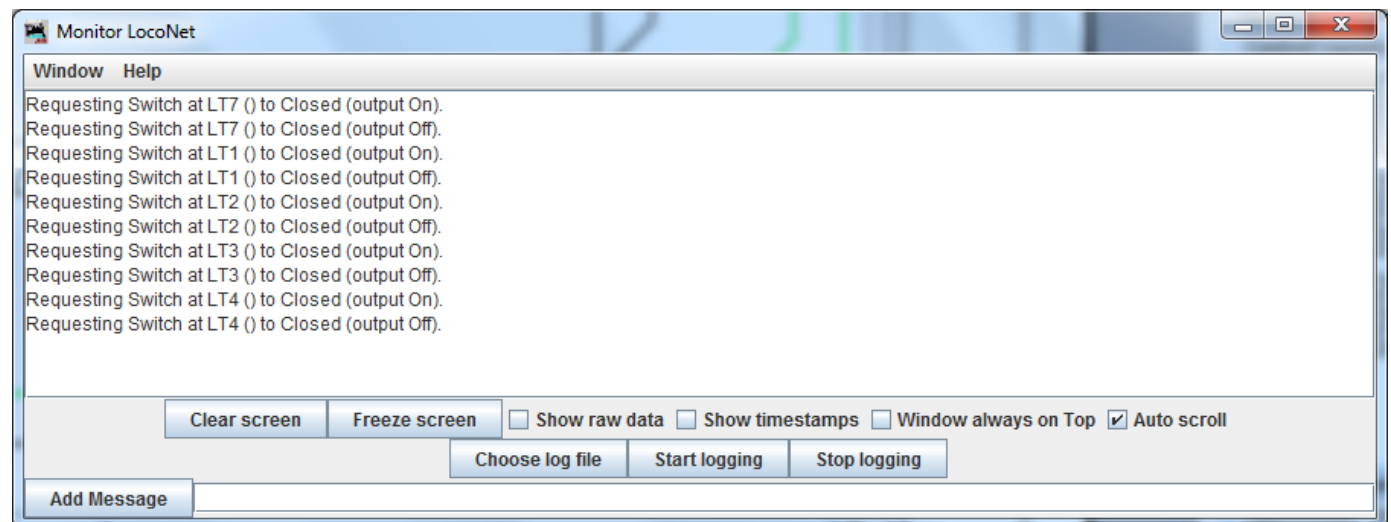 Monitor LocoNet
Window Help
Requesting Switch at LT7 () to Closed (output On).
Requesting Switch at LT7 () to Closed (output Off).
Requesting Switch at LT1 () to Closed (output On).
Requesting Switch at LT1 () to Closed (output Off).
Requesting Switch at LT2 () to Closed (output On).
Requesting Switch at LT2 () to Closed (output Off).
Requesting Switch at LT3 () to Closed (output On).
Requesting Switch at LT3 () to Closed (output Off).
Requesting Switch at LT4 () to Closed (output On).
Requesting Switch at LT4 () to Closed (output Off).
Clear screen Freeze screen Show raw data Show timestamps Window always on Top Auto scroll
Choose log file Start logging Stop logging
Add Message